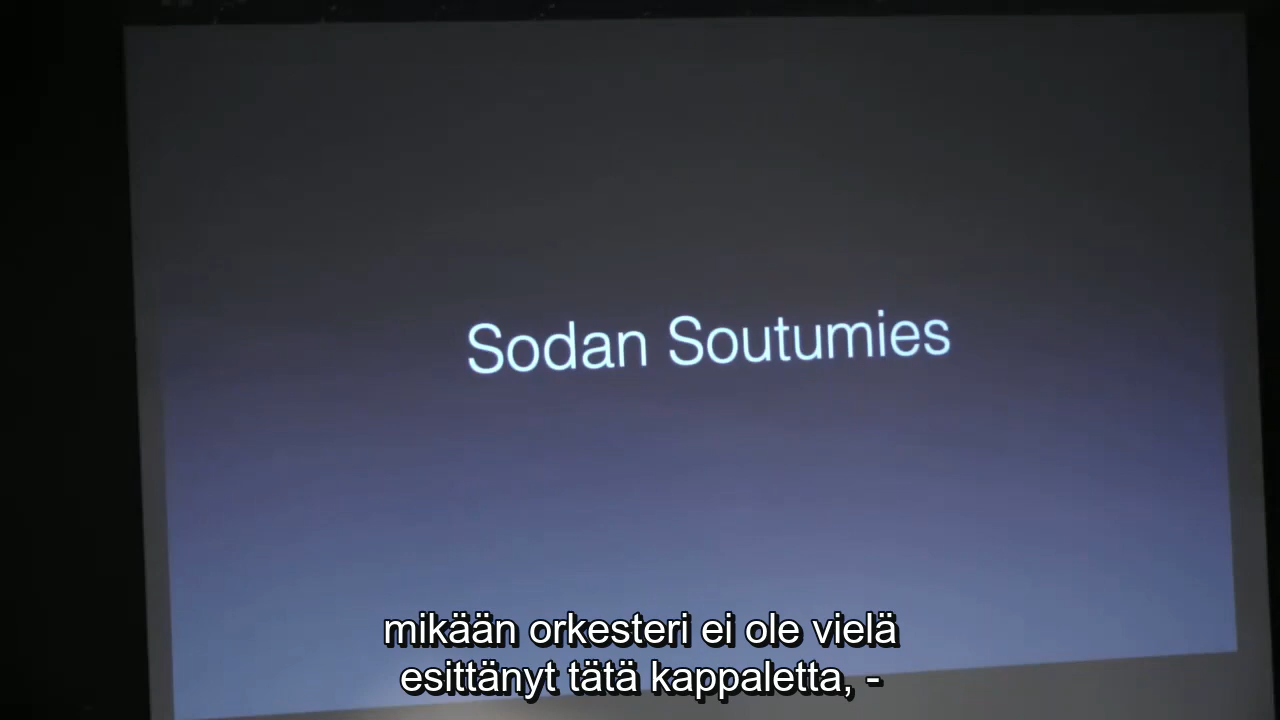 Sodan Soutumies
mikään orkesteri ei ole vielä
esittänyt tätä kappaletta, -